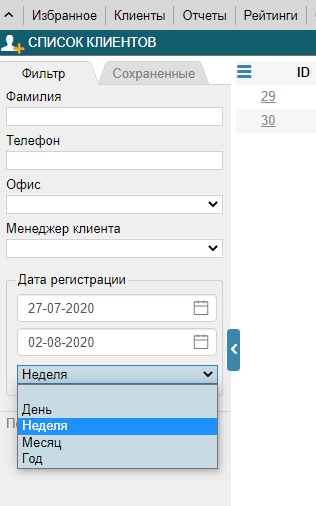 Избранное Клиенты Отчеты Рейтинги
СПИСОК КЛИЕНТОВ
Фильтр Сохраненные
ID
Фамилия
29
30
Телефон
Офис
Менеджер клиента
Дата регистрации
27-07-2020
02-08-2020
Неделя
День
Неделя
Месяц
Год